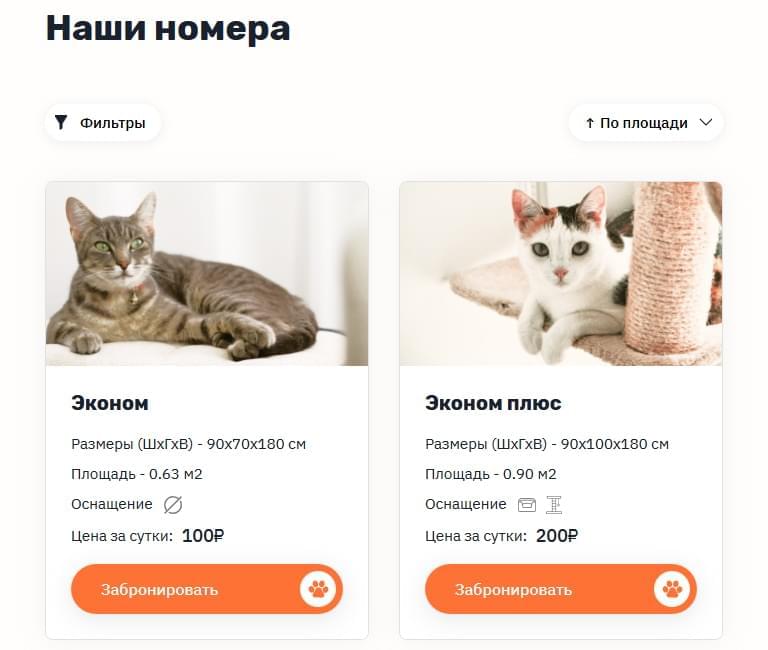 Наши номера
Фильтры
↑ По площади
Эконом
Размеры (ШхГхВ) - 90х70х180 см
Площадь - 0.63 м2
Оснащение
Цена за сутки: 100₽
Забронировать
Эконом плюс
Размеры (ШхГхВ) - 90х100х180 см
Площадь - 0.90 м2
Оснащение
Цена за сутки: 200₽
Забронировать